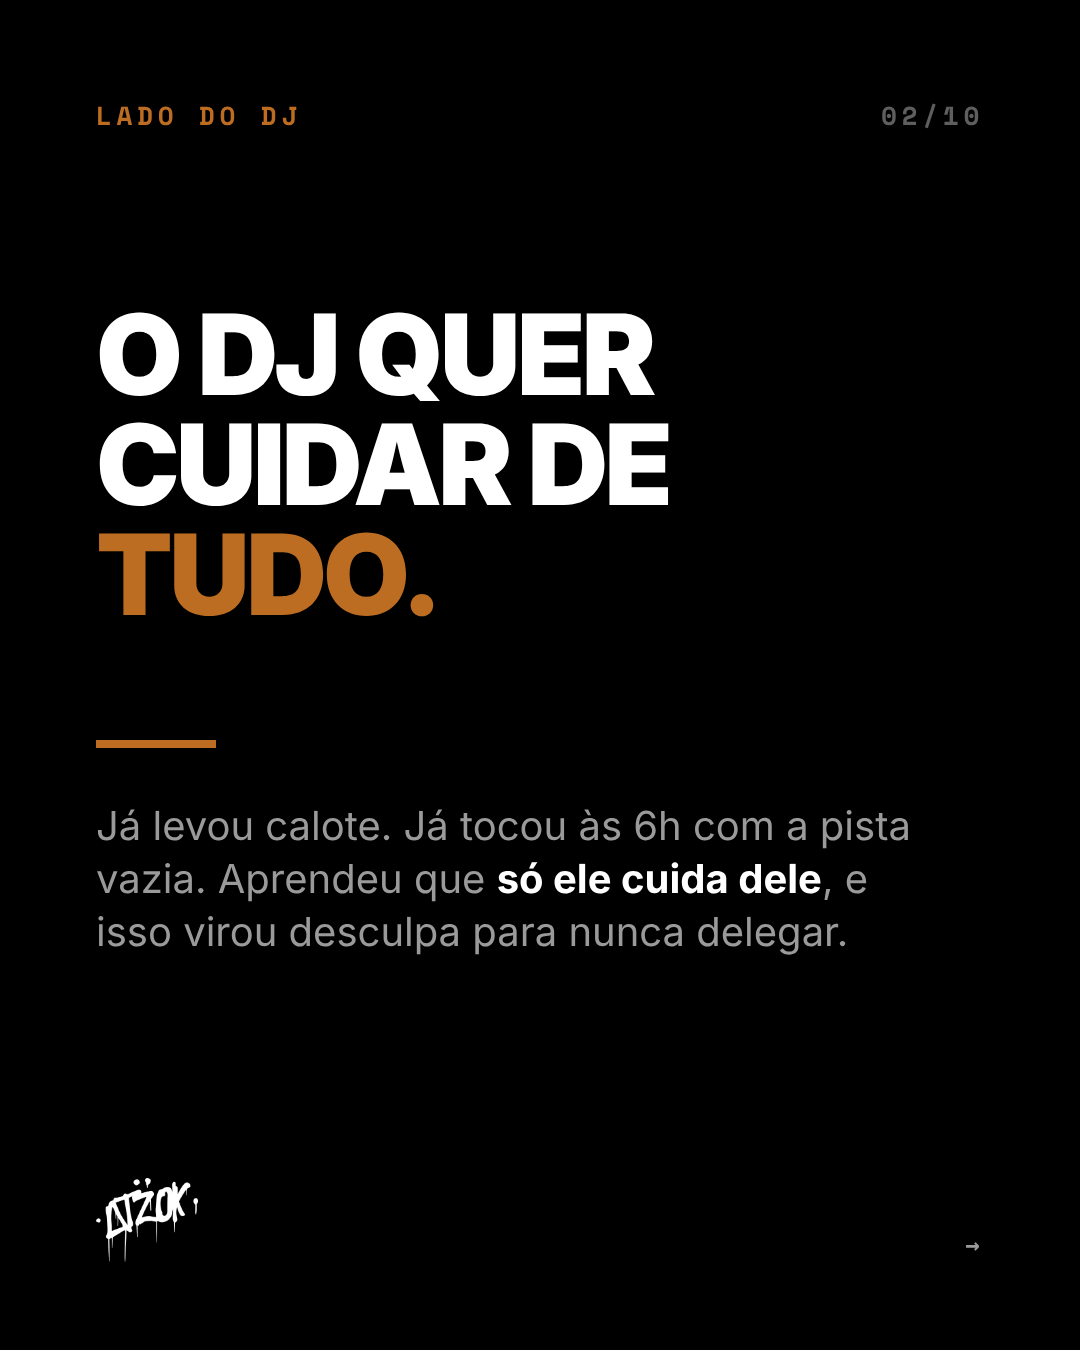 LADO DO DJ
02/10
O DJ QUER
CUIDAR DE
TUDO.
Já levou calote. Já tocou às 6h com a pista
vazia. Aprendeu que só ele cuida dele, e
isso virou desculpa para nunca delegar.
→